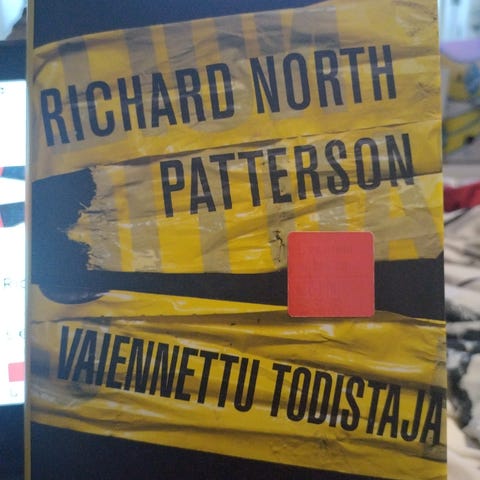 RICHARD NORTH
PATTERSON
VAIENNETTU TODISTAJA